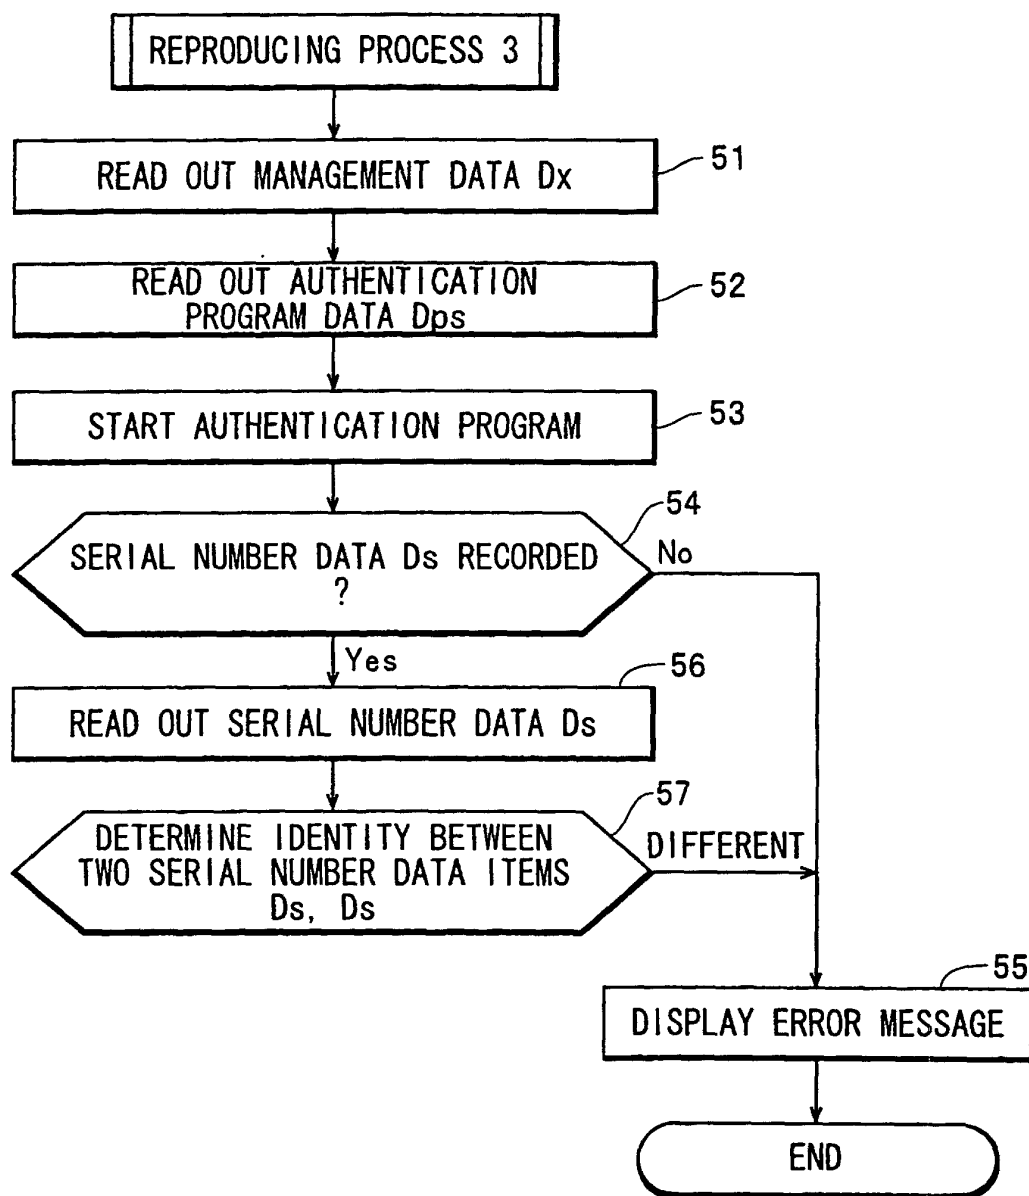 REPRODUCING PROCESS 3
51
READ OUT MANAGEMENT DATA Dx
52
READ OUT AUTHENTICATION
PROGRAM DATA Dps
53
START AUTHENTICATION PROGRAM
54
SERIAL NUMBER DATA Ds RECORDED
?
No
Yes
56
READ OUT SERIAL NUMBER DATA Ds
57
DETERMINE IDENTITY BETWEEN
TWO SERIAL NUMBER DATA ITEMS
Ds, Ds
DIFFERENT
55
DISPLAY ERROR MESSAGE
END